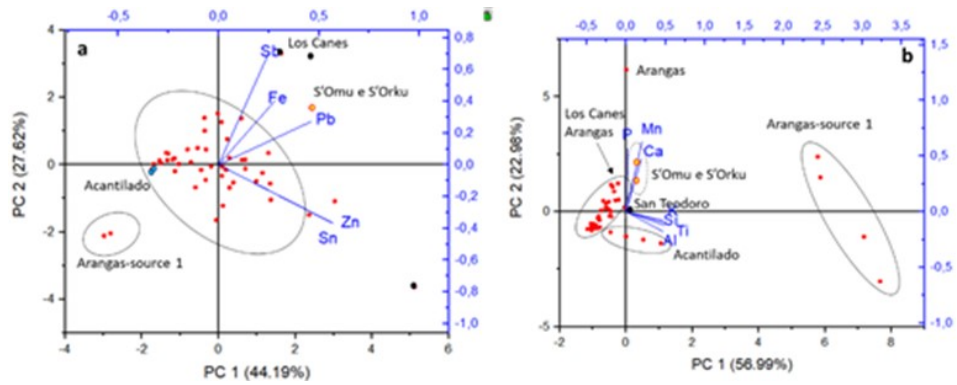 -0,5 0,0 0,5 1,0
a
4
2
0
-2
-4
PC 2 (27.62%)
Sb
Los Canes
Fe
S'Omu e S'Orku
Pb
Acantilado
Zn
Sn
Arangas-source 1
0,8
0,6
0,4
0,2
0,0
-0,2
-0,4
-0,6
-0,8
-1,0
-4 -2 0 2 4 6
PC 1 (44.19%)
-0,5 0,0 0,5 1,0 1,5 2,0 2,5 3,0 3,5
b
5
0
-5
PC 2 (22.98%)
Arangas
Los Canes
Arangas
P
Mn
Ca
Arangas-source 1
S'Omu e S'Orku
San Teodoro
K
Si
Ti
Al
Acantilado
1,5
1,0
0,5
0,0
-0,5
-1,0
0 4 8
PC 1 (56.99%)